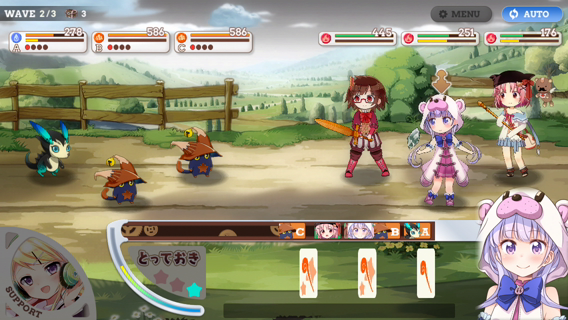 WAVE 2/3 3
MENU
AUTO
278
586
586
445
251
176
A
B
C
C
B
A
とっておき
SUPPORT